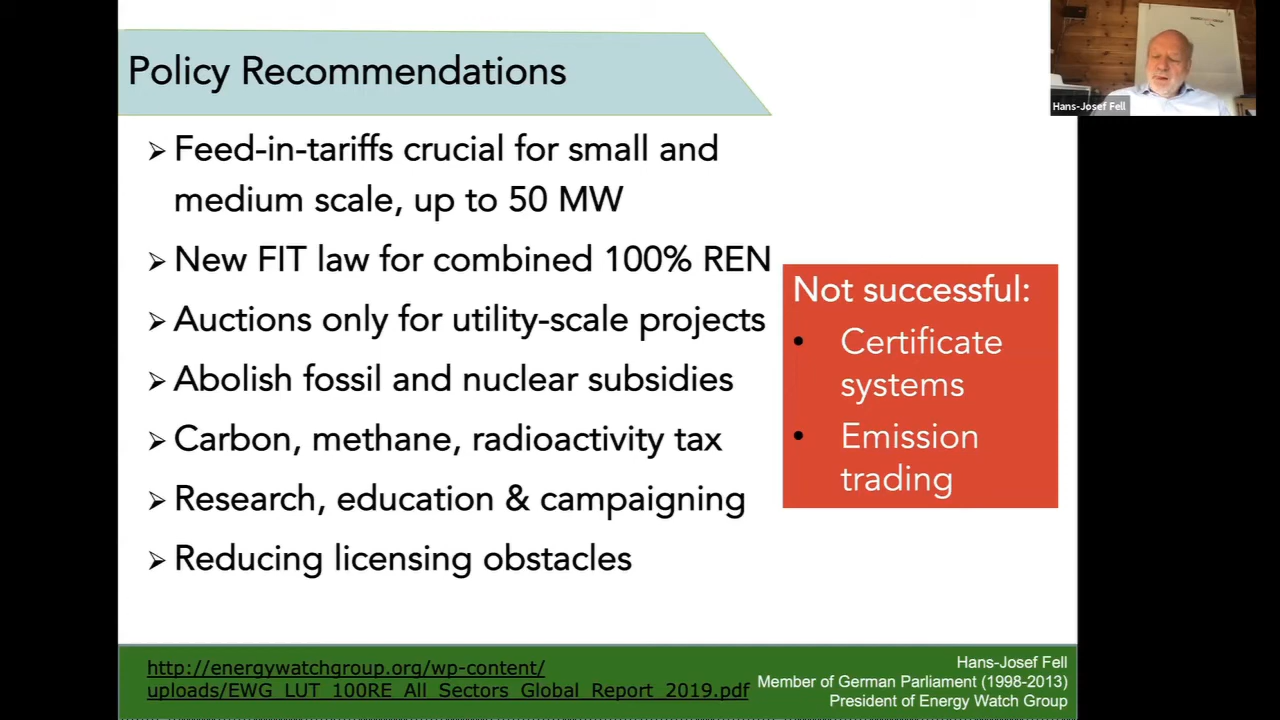 Policy Recommendations
Feed-in-tariffs crucial for small and
medium scale, up to 50 MW
New FIT law for combined 100% REN
Auctions only for utility-scale projects
Abolish fossil and nuclear subsidies
Carbon, methane, radioactivity tax
Research, education & campaigning
Reducing licensing obstacles
Not successful:
• Certificate
systems
• Emission
trading
http://energywatchgroup.org/wp-content/
uploads/EWG_LUT_100RE_All_Sectors_Global_Report_2019.pdf
Hans-Josef Fell
Member of German Parliament (1998-2013)
President of Energy Watch Group
Hans-Josef Fell